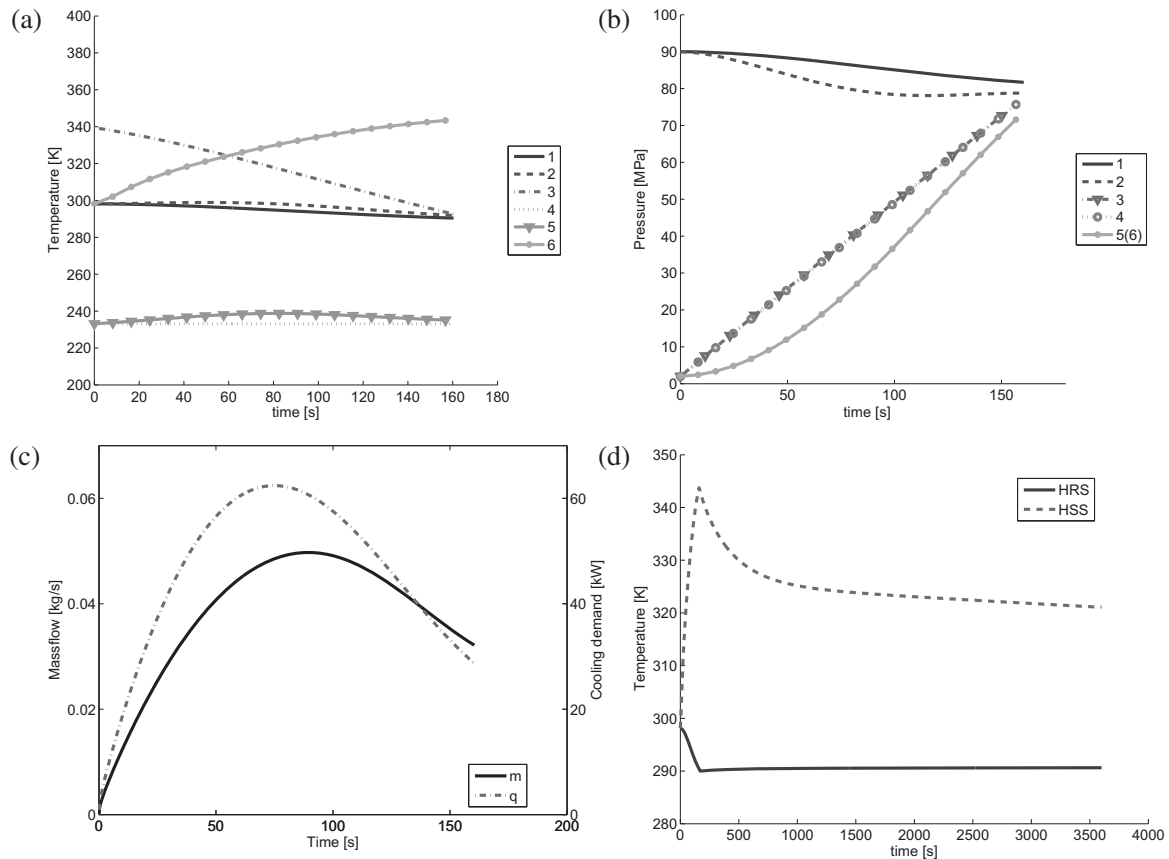 (a)
400
380
360
340
320
300
280
260
240
220
200
Temperature [K]
0 20 40 60 80 100 120 140 160 180
time [s]
1
2
3
4
5
6
(b)
100
90
80
70
60
50
40
30
20
10
0
Pressure [MPa]
0 50 100 150
time [s]
1
2
3
4
5(6)
(c)
0.06
0.04
0.02
0
Massflow [kg/s]
60
40
20
0
Cooling demand [kW]
0 50 100 150 200
Time [s]
m
q
(d)
350
340
330
320
310
300
290
280
Temperature [K]
0 500 1000 1500 2000 2500 3000 3500 4000
time [s]
HRS
HSS